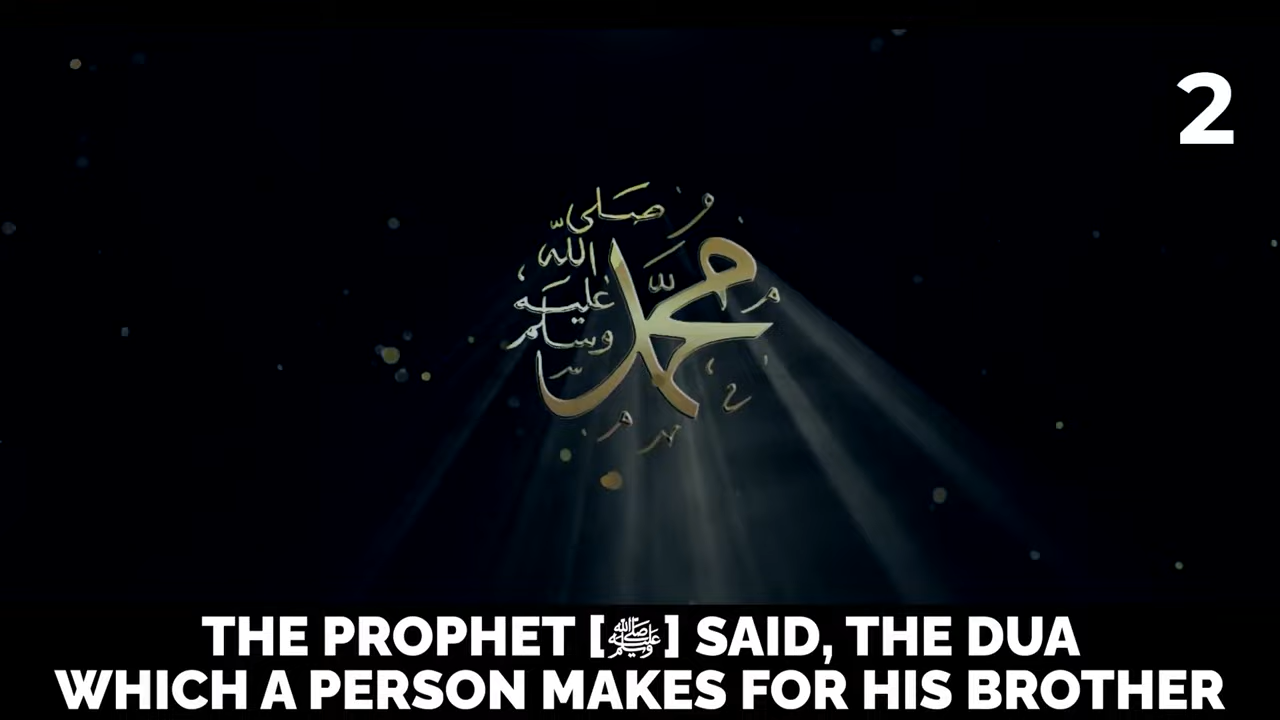 2
صلى
الله
عليه
وسلم
محمد
THE PROPHET [ﷺ] SAID, THE DUA
WHICH A PERSON MAKES FOR HIS BROTHER